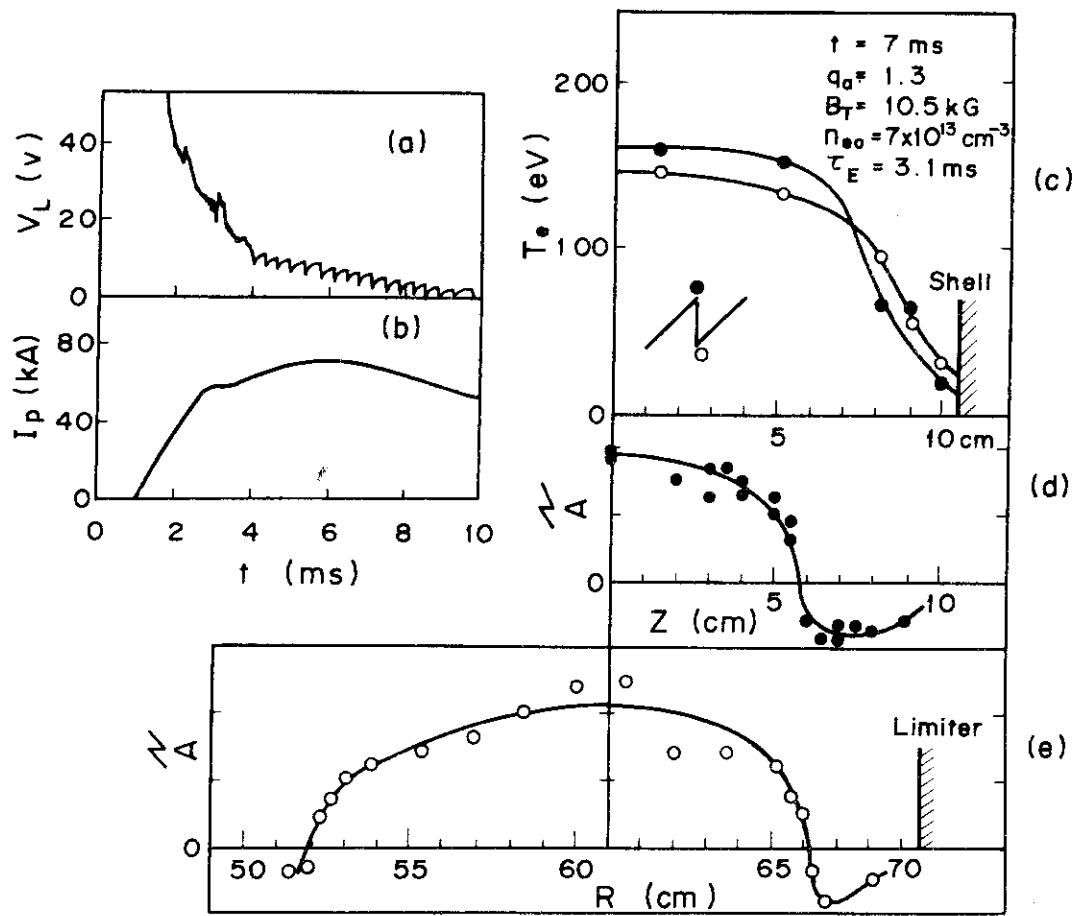 40
20
0
V_L (v)
(a)
80
40
0
I_p (kA)
(b)
0 2 4 6 8 10
t (ms)
200
100
0
T_e (eV)
t = 7 ms
q_a = 1.3
B_T = 10.5 kG
n_eo = 7x10^13 cm^-3
τ_E = 3.1 ms
(c)
Shell
5 10 cm
A
0
(d)
5 10
Z (cm)
A
0
Limiter
(e)
50 55 60 65 70
R (cm)